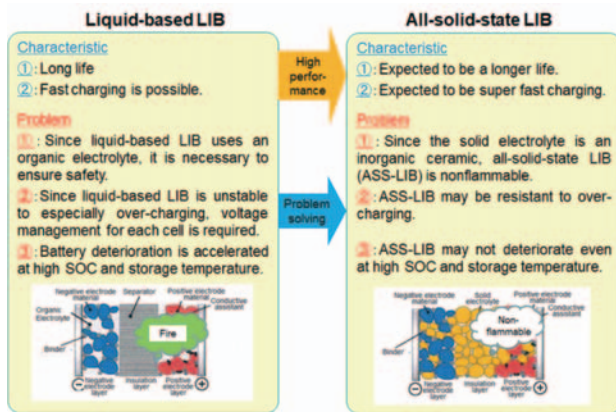 Liquid-based LIB
Characteristic
①:Long life
②:Fast charging is possible.
Problem
①: Since liquid-based LIB uses an
organic electrolyte, it is necessary to
ensure safety.
②: Since liquid-based LIB is unstable
to especially over-charging, voltage
management for each cell is required.
③: Battery deterioration is accelerated
at high SOC and storage temperature.
Negative electrode
material
Separator
Positive electrode
material
Organic
Electrolyte
Conductive
assistant
Fire
Binder
Negative
electrode
layer
Insulation
layer
Positive
electrode
layer
High
perfor-
mance
Problem
solving
All-solid-state LIB
Characteristic
①: Expected to be a longer life.
②: Expected to be super fast charging.
Problem
①: Since the solid electrolyte is an
inorganic ceramic, all-solid-state LIB
(ASS-LIB) is nonflammable.
②: ASS-LIB may be resistant to over-
charging.
③: ASS-LIB may not deteriorate even
at high SOC and storage temperature.
Negative electrode
material
Solid
electrolyte
Positive electrode
material
Conductive
assistant
Non-
flammable
Binder
Negative
electrode
layer
Insulation
layer
Positive
electrode
layer